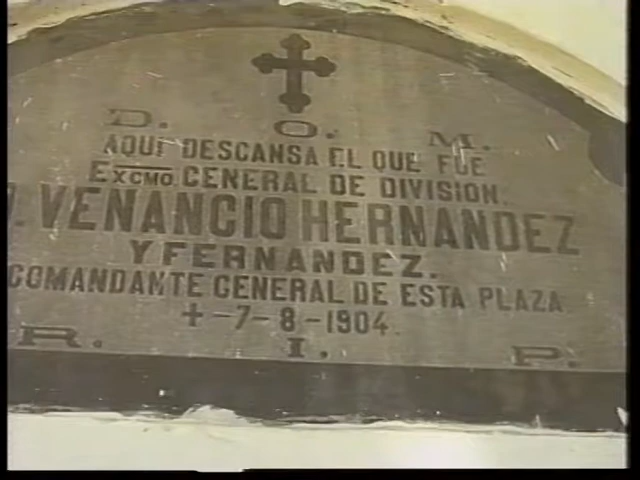 D. O. M.
AQUI DESCANSA EL QUE FUE
EXCMO. GENERAL DE DIVISION.
VENANCIO HERNANDEZ
Y FERNANDEZ.
COMANDANTE GENERAL DE ESTA PLAZA
+-7-8-1904.
R. I. P.